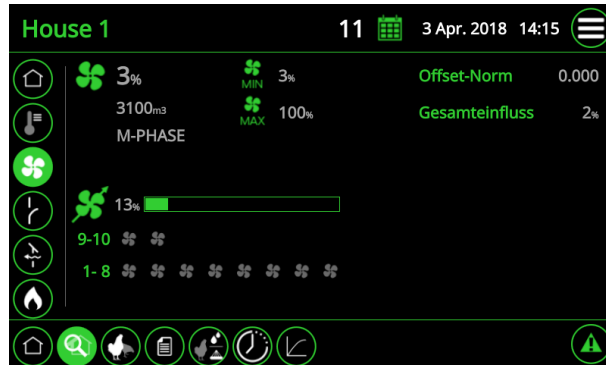 House 1 11 3 Apr. 2018 14:15
3% MIN 3% Offset-Norm 0.000
3100m3 MAX 100% Gesamteinfluss 2%
M-PHASE
13%
9-10
1- 8